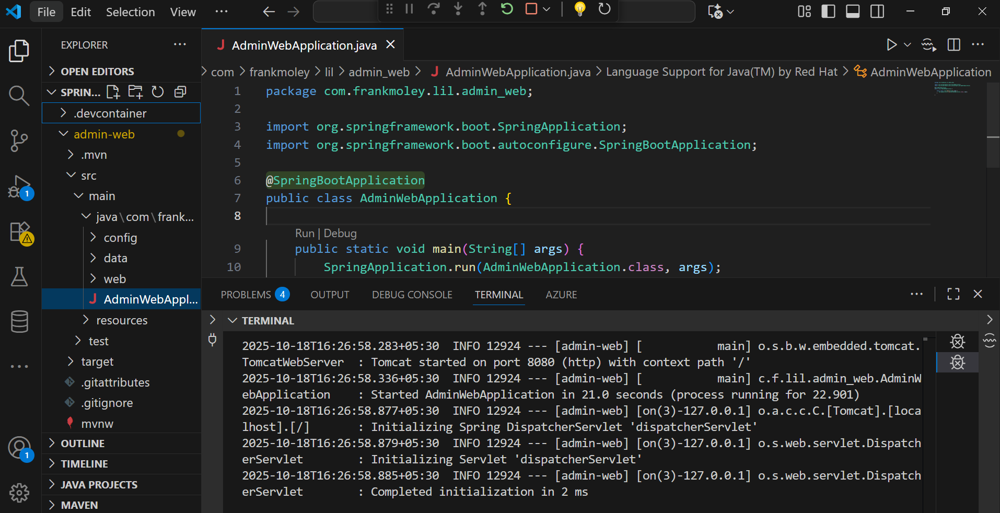 File Edit Selection View ···
EXPLORER ···
OPEN EDITORS
SPRIN...
.devcontainer
admin-web
.mvn
src
main
java\com\frank...
config
data
web
AdminWebAppl...
resources
test
target
.gitattributes
.gitignore
mvnw
OUTLINE
TIMELINE
JAVA PROJECTS
MAVEN
1
1
AdminWebApplication.java
com > frankmoley > lil > admin_web > AdminWebApplication.java > Language Support for Java(TM) by Red Hat > AdminWebApplication
1 package com.frankmoley.lil.admin_web;
2
3 import org.springframework.boot.SpringApplication;
4 import org.springframework.boot.autoconfigure.SpringBootApplication;
5
6 @SpringBootApplication
7 public class AdminWebApplication {
8
Run | Debug
9 public static void main(String[] args) {
10 SpringApplication.run(AdminWebApplication.class, args);
PROBLEMS 4 OUTPUT DEBUG CONSOLE TERMINAL AZURE
TERMINAL
2025-10-18T16:26:58.283+05:30  INFO 12924 --- [admin-web] [           main] o.s.b.w.embedded.tomcat.
TomcatWebServer  : Tomcat started on port 8080 (http) with context path '/'
2025-10-18T16:26:58.336+05:30  INFO 12924 --- [admin-web] [           main] c.f.lil.admin_web.AdminW
ebApplication    : Started AdminWebApplication in 21.0 seconds (process running for 22.901)
2025-10-18T16:26:58.877+05:30  INFO 12924 --- [admin-web] [on(3)-127.0.0.1] o.a.c.c.C.[Tomcat].[loca
lhost].[/]       : Initializing Spring DispatcherServlet 'dispatcherServlet'
2025-10-18T16:26:58.879+05:30  INFO 12924 --- [admin-web] [on(3)-127.0.0.1] o.s.web.servlet.Dispatch
erServlet        : Initializing Servlet 'dispatcherServlet'
2025-10-18T16:26:58.885+05:30  INFO 12924 --- [admin-web] [on(3)-127.0.0.1] o.s.web.servlet.Dispatch
erServlet        : Completed initialization in 2 ms